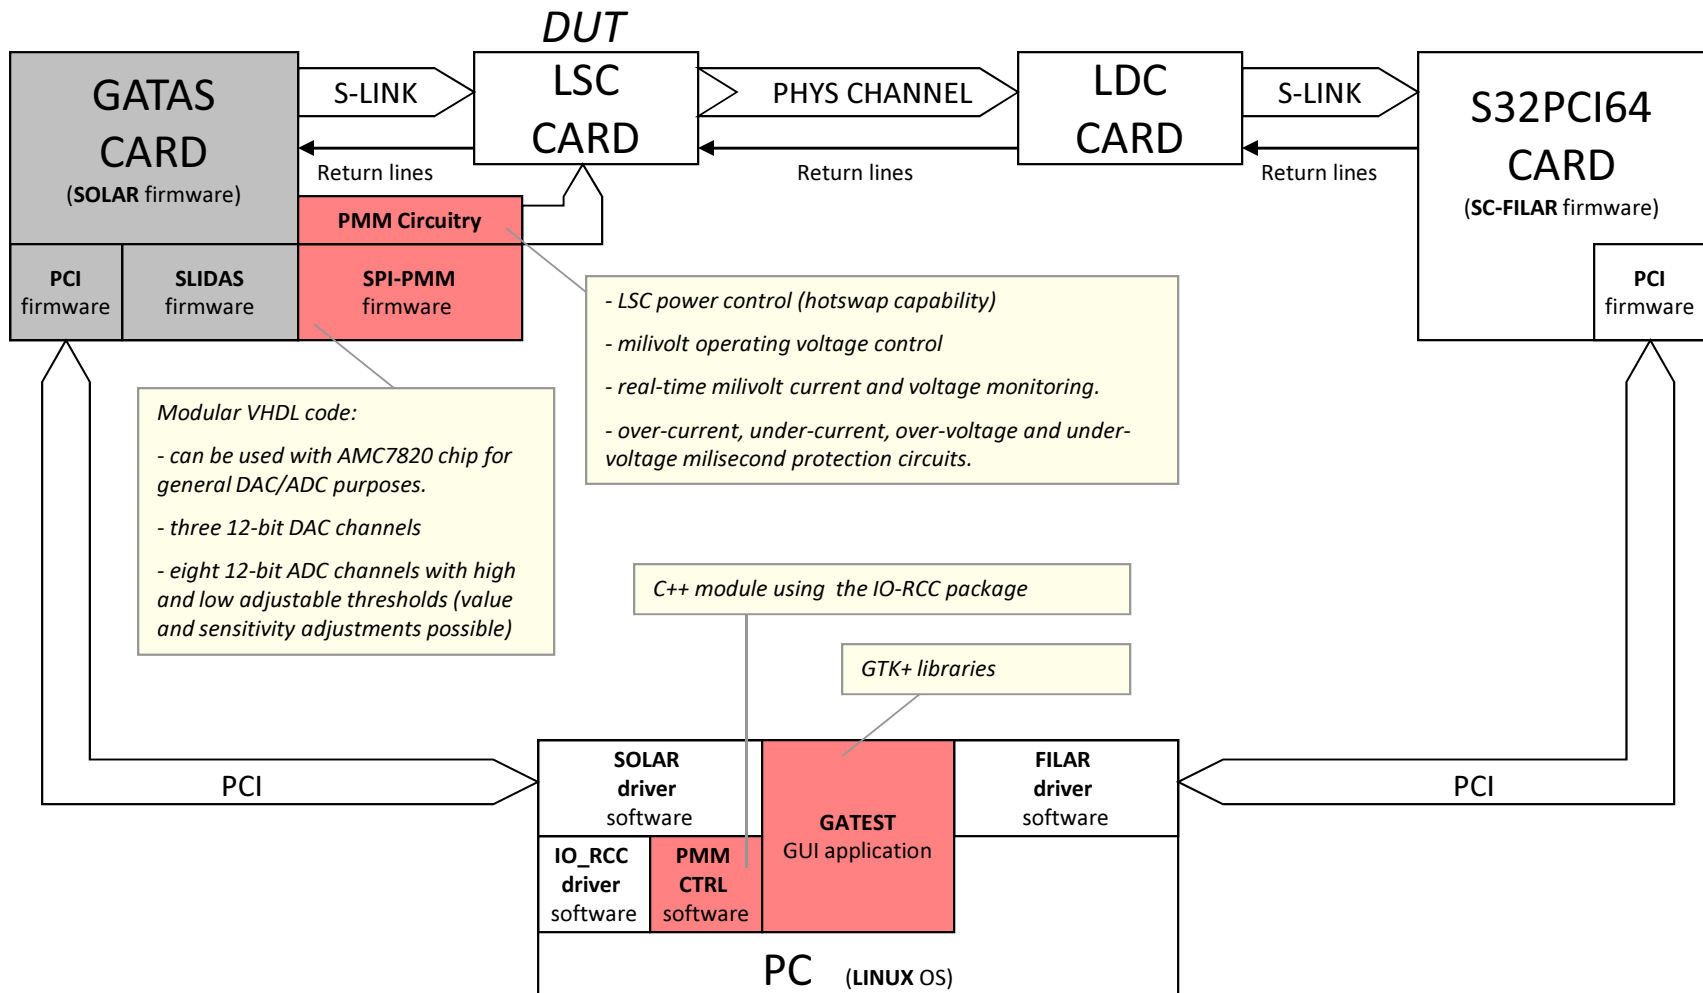 DUT
GATAS
CARD
(SOLAR firmware)
S-LINK
LSC
CARD
PHYS CHANNEL
LDC
CARD
S-LINK
S32PCI64
CARD
(SC-FILAR firmware)
Return lines
Return lines
Return lines
PMM Circuitry
PCI
firmware
SLIDAS
firmware
SPI-PMM
firmware
PCI
firmware
- LSC power control (hotswap capability)
- milivolt operating voltage control
- real-time milivolt current and voltage monitoring.
- over-current, under-current, over-voltage and under-
voltage milisecond protection circuits.
Modular VHDL code:
- can be used with AMC7820 chip for
general DAC/ADC purposes.
- three 12-bit DAC channels
- eight 12-bit ADC channels with high
and low adjustable thresholds (value
and sensitivity adjustments possible)
C++ module using  the IO-RCC package
GTK+ libraries
PCI
SOLAR
driver
software
GATEST
GUI application
FILAR
driver
software
PCI
IO_RCC
driver
software
PMM
CTRL
software
PC (LINUX OS)